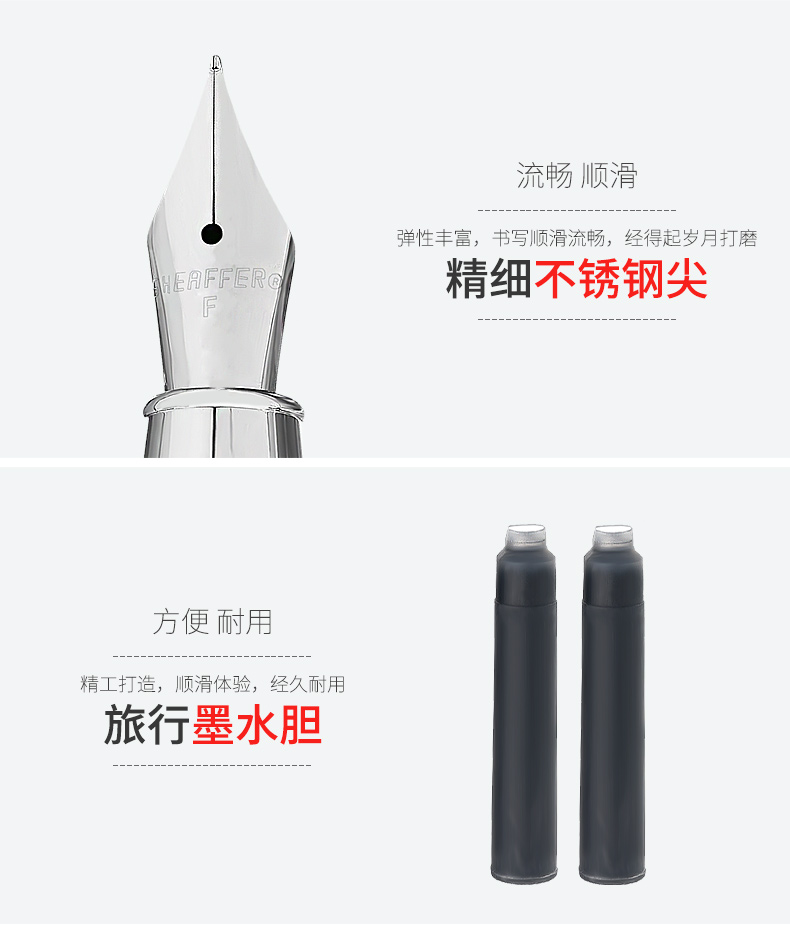 SHEAFFER®
F
流畅 顺滑
弹性丰富，书写顺滑流畅，经得起岁月打磨
精细不锈钢尖
方便 耐用
精工打造，顺滑体验，经久耐用
旅行墨水胆